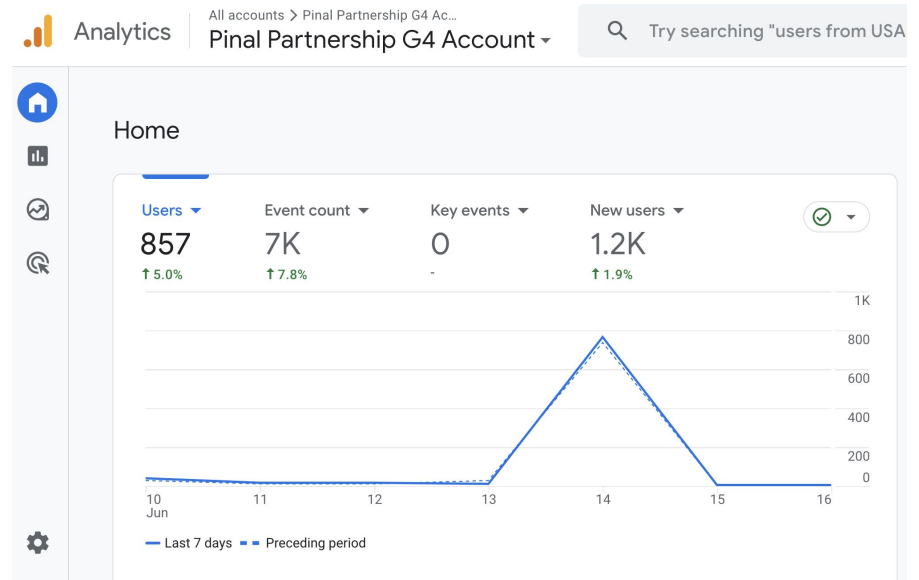 Analytics
All accounts > Pinal Partnership G4 Ac...
Pinal Partnership G4 Account
Try searching "users from USA
Home
Users
Event count
Key events
New users
857
7K
0
1.2K
↑ 5.0%
↑ 7.8%
-
↑ 1.9%
1K
800
600
400
200
0
10
Jun
11
12
13
14
15
16
Last 7 days
Preceding period